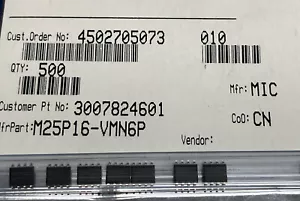 Cust.Order No: 4502705073 010
QTY: 500
Mfr: MIC
Customer Pt No: 3007824601
MfrPart: M25P16-VMN6P CoO: CN
Vendor: